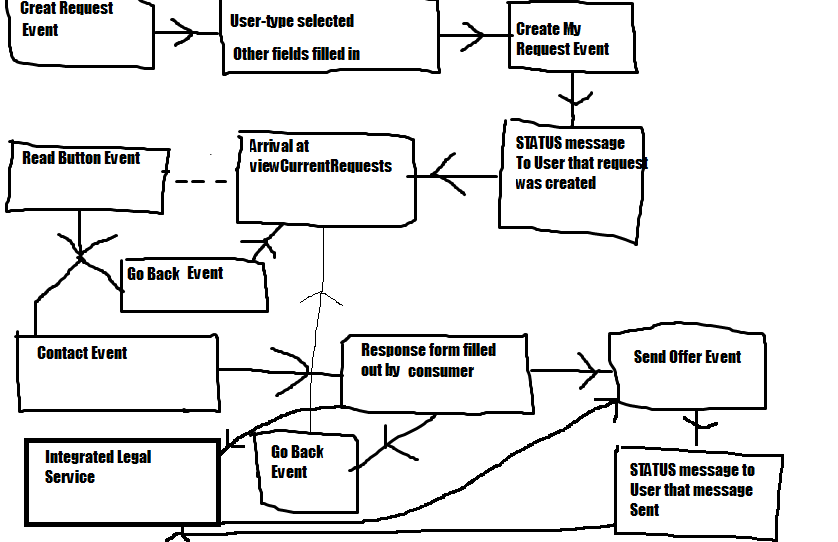 Creat Request
Event
User-type selected
Other fields filled in
Create My
Request Event
Read Button Event
Arrival at
viewCurrentRequests
STATUS message
To User that request
was created
Go Back Event
Contact Event
Response form filled
out by consumer
Send Offer Event
Integrated Legal
Service
Go Back
Event
STATUS message to
User that message
Sent